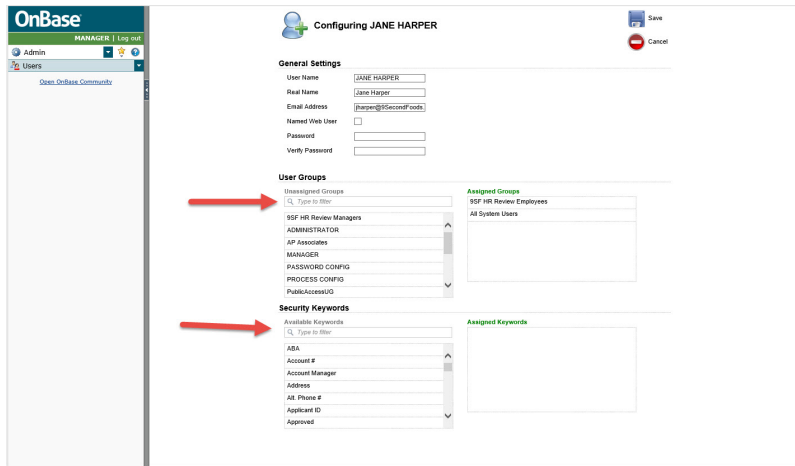 OnBase®
MANAGER | Log out
Admin
Users
Open OnBase Community
Configuring JANE HARPER
Save
Cancel
General Settings
User Name JANE HARPER
Real Name Jane Harper
Email Address jharper@9SecondFoods.
Named Web User
Password
Verify Password
User Groups
Unassigned Groups
Type to filter
9SF HR Review Managers
ADMINISTRATOR
AP Associates
MANAGER
PASSWORD CONFIG
PROCESS CONFIG
PublicAccessUG
Assigned Groups
9SF HR Review Employees
All System Users
Security Keywords
Available Keywords
Type to filter
ABA
Account #
Account Manager
Address
Alt. Phone #
Applicant ID
Approved
Assigned Keywords